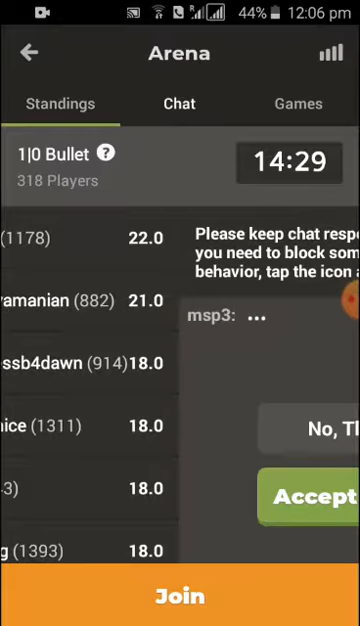 44% 12:06 pm
Arena
Standings Chat Games
1|0 Bullet ?
318 Players
14:29
(1178) 22.0
amanian (882) 21.0
essb4dawn (914) 18.0
nice (1311) 18.0
3) 18.0
g (1393) 18.0
Please keep chat resp
you need to block som
behavior, tap the icon a
msp3: ...
No, Th
Accept
Join